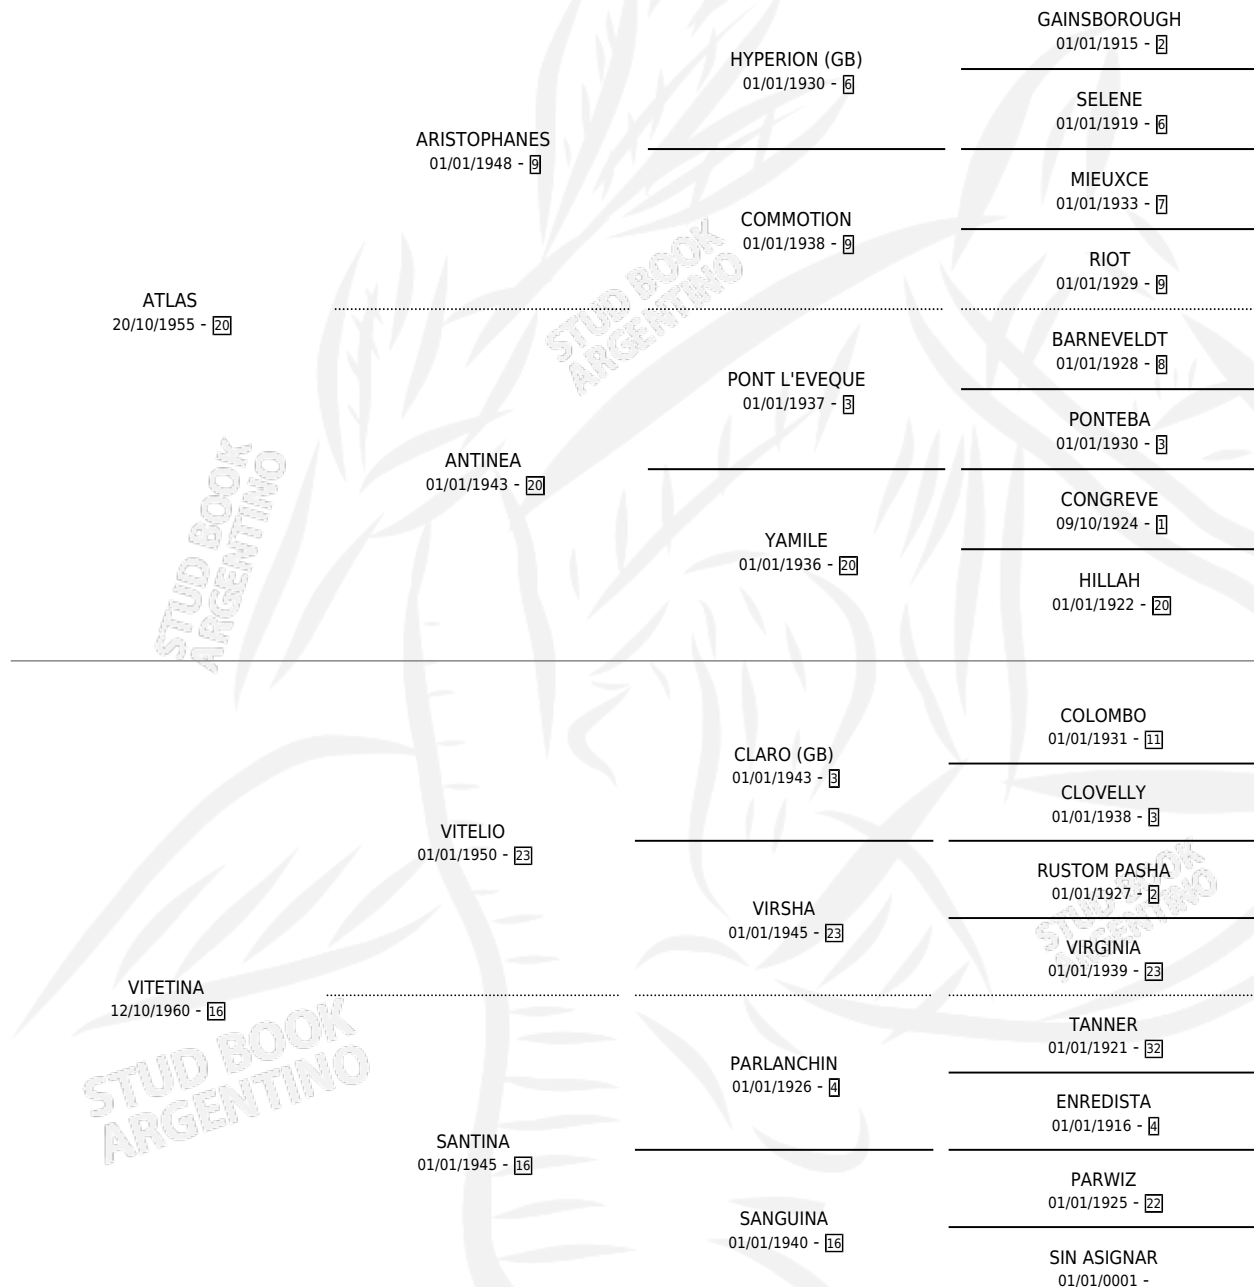 GAINSBOROUGH
01/01/1915 - 2
HYPERION (GB)
01/01/1930 - 6
SELENE
01/01/1919 - 6
ARISTOPHANES
01/01/1948 - 9
MIEUXCE
01/01/1933 - 7
COMMOTION
01/01/1938 - 9
RIOT
01/01/1929 - 9
ATLAS
20/10/1955 - 20
BARNEVELDT
01/01/1928 - 8
PONT L'EVEQUE
01/01/1937 - 3
PONTEBA
01/01/1930 - 3
ANTINEA
01/01/1943 - 20
CONGREVE
09/10/1924 - 1
YAMILE
01/01/1936 - 20
HILLAH
01/01/1922 - 20
COLOMBO
01/01/1931 - 11
CLARO (GB)
01/01/1943 - 3
CLOVELLY
01/01/1938 - 3
VITELIO
01/01/1950 - 23
RUSTOM PASHA
01/01/1927 - 2
VIRSHA
01/01/1945 - 23
VIRGINIA
01/01/1939 - 23
VITETINA
12/10/1960 - 16
TANNER
01/01/1921 - 32
PARLANCHIN
01/01/1926 - 4
ENREDISTA
01/01/1916 - 4
SANTINA
01/01/1945 - 16
PARWIZ
01/01/1925 - 22
SANGUINA
01/01/1940 - 16
SIN ASIGNAR
01/01/0001 -
STUD BOOK
ARGENTINO
STUD BOOK
ARGENTINO
STUD BOOK
ARGENTINO
STUD BOOK
ARGENTINO